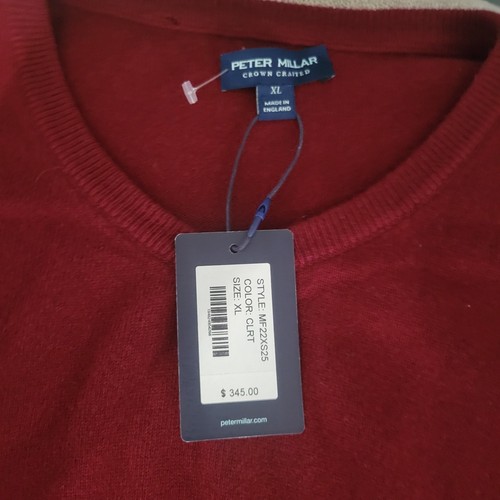 PETER MILLAR
CROWN CRAFTED
XL
MADE IN
ENGLAND
STYLE: MF22XS25
COLOR: CLRT
SIZE: XL
$ 345.00
petermillar.com